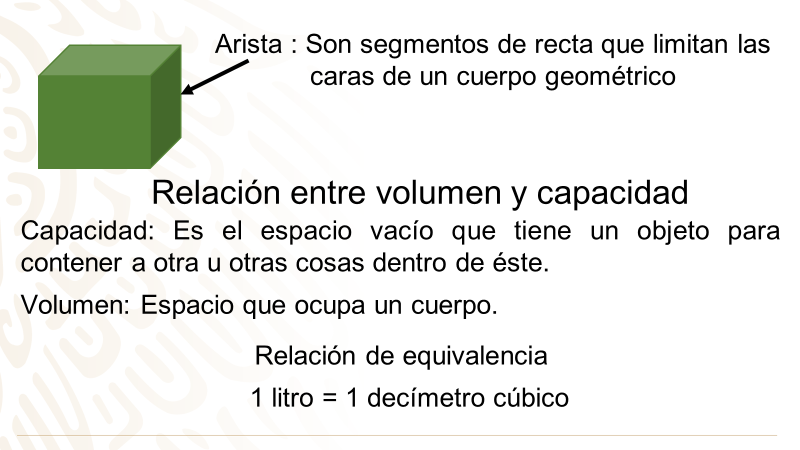 Arista : Son segmentos de recta que limitan las
caras de un cuerpo geométrico
Relación entre volumen y capacidad
Capacidad: Es el espacio vacío que tiene un objeto para
contener a otra u otras cosas dentro de éste.
Volumen: Espacio que ocupa un cuerpo.
Relación de equivalencia
1 litro = 1 decímetro cúbico